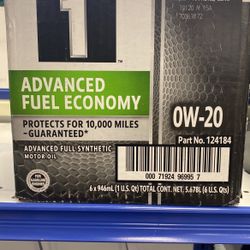 1
ADVANCED
FUEL ECONOMY
PROTECTS FOR 10,000 MILES
–GUARANTEED*
ADVANCED FULL SYNTHETIC
MOTOR OIL
0W-20
Part No. 124184
000 71924 96995 7
6 x 946mL (1 U.S. Qt) TOTAL CONT. NET. 5.678L (6 U.S. Qts)